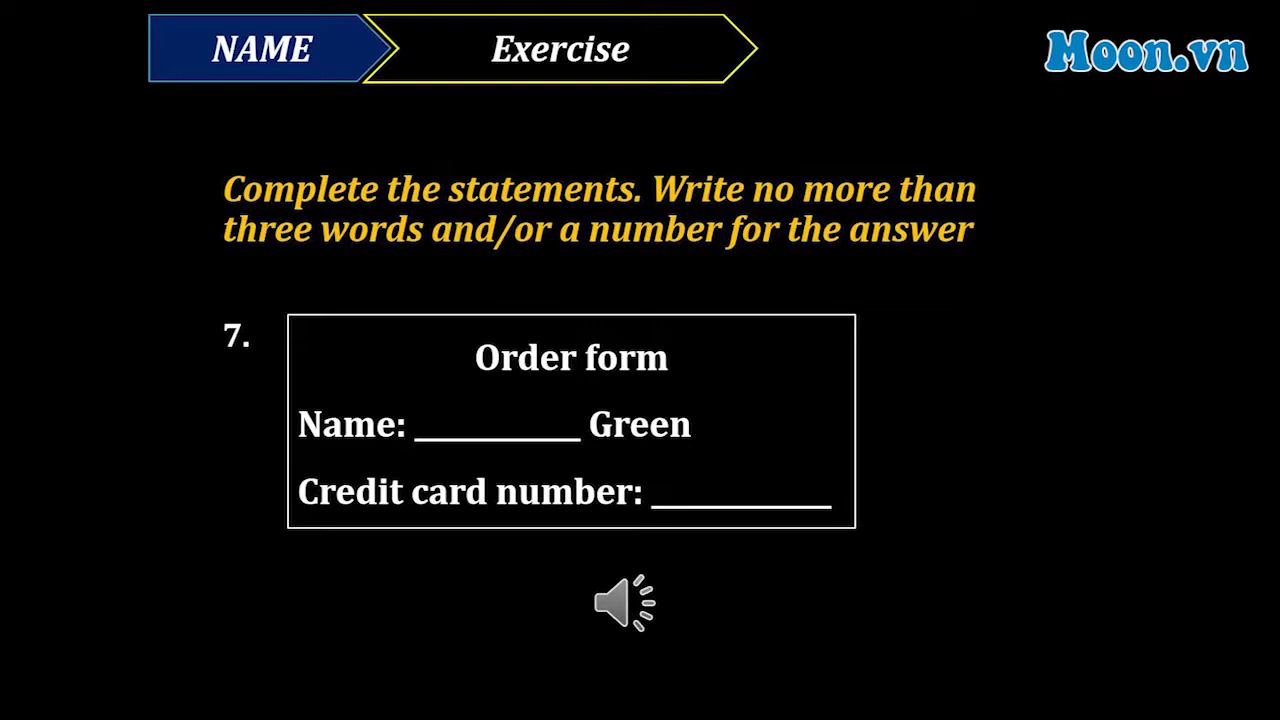 NAME Exercise Moon.vn
Complete the statements. Write no more than
three words and/or a number for the answer
7.
Order form
Name: __________ Green
Credit card number: ___________